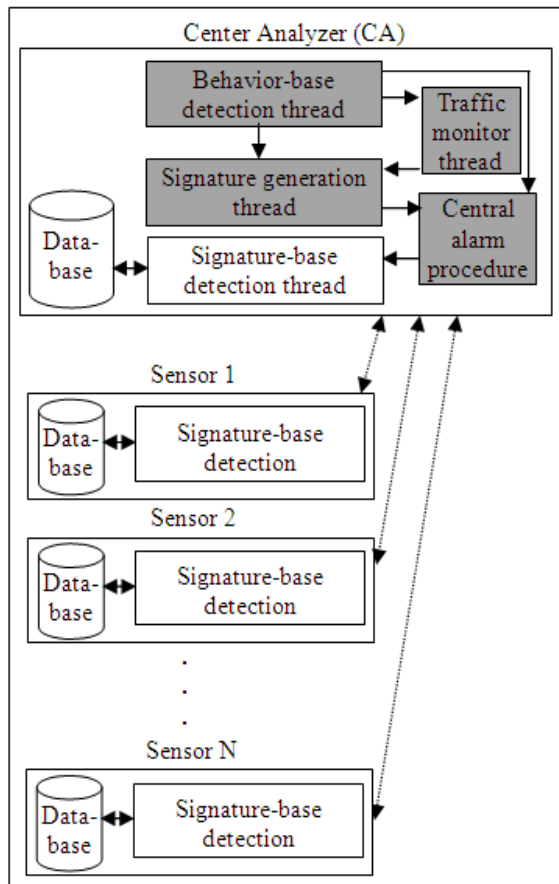 Center Analyzer (CA)
Behavior-base
detection thread
Traffic
monitor
thread
Signature generation
thread
Central
alarm
procedure
Data-
base
Signature-base
detection thread
Sensor 1
Data-
base
Signature-base
detection
Sensor 2
Data-
base
Signature-base
detection
.
.
.
Sensor N
Data-
base
Signature-base
detection